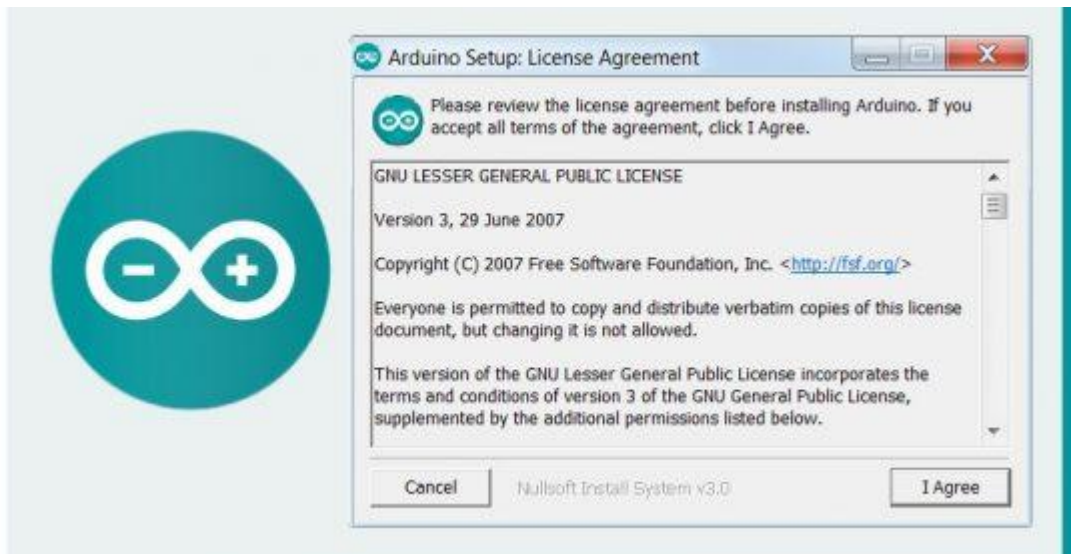 Arduino Setup: License Agreement
Please review the license agreement before installing Arduino. If you
accept all terms of the agreement, click I Agree.
GNU LESSER GENERAL PUBLIC LICENSE
Version 3, 29 June 2007
Copyright (C) 2007 Free Software Foundation, Inc. <http://fsf.org/>
Everyone is permitted to copy and distribute verbatim copies of this license
document, but changing it is not allowed.
This version of the GNU Lesser General Public License incorporates the
terms and conditions of version 3 of the GNU General Public License,
supplemented by the additional permissions listed below.
Cancel
Nullsoft Install System v3.0
I Agree